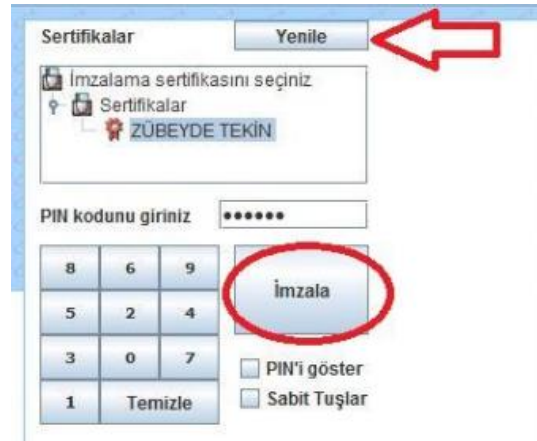 Sertifikalar Yenile
İmzalama sertifikasını seçiniz
Sertifikalar
ZÜBEYDE TEKİN
PIN kodunu giriniz ••••••
8 6 9
İmzala
5 2 4
3 0 7
PIN'i göster
1 Temizle
Sabit Tuşlar